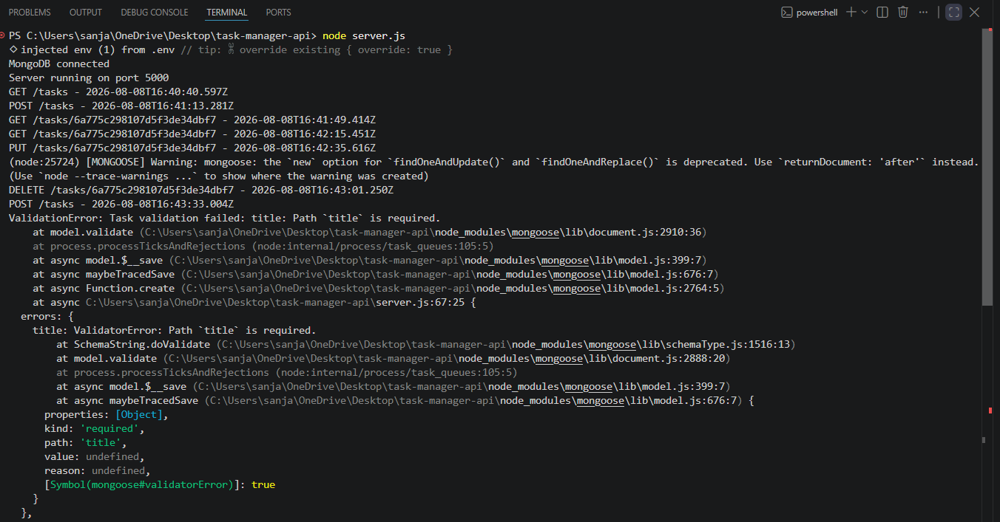 PROBLEMS OUTPUT DEBUG CONSOLE TERMINAL PORTS powershell
PS C:\Users\sanja\OneDrive\Desktop\task-manager-api> node server.js
◇ injected env (1) from .env // tip: ⌘ override existing { override: true }
MongoDB connected
Server running on port 5000
GET /tasks - 2026-08-08T16:40:40.597Z
POST /tasks - 2026-08-08T16:41:13.281Z
GET /tasks/6a775c298107d5f3de34dbf7 - 2026-08-08T16:41:49.414Z
GET /tasks/6a775c298107d5f3de34dbf7 - 2026-08-08T16:42:15.451Z
PUT /tasks/6a775c298107d5f3de34dbf7 - 2026-08-08T16:42:35.616Z
(node:25724) [MONGOOSE] Warning: mongoose: the `new` option for `findOneAndUpdate()` and `findOneAndReplace()` is deprecated. Use `returnDocument: 'after'` instead.
(Use `node --trace-warnings ...` to show where the warning was created)
DELETE /tasks/6a775c298107d5f3de34dbf7 - 2026-08-08T16:43:01.250Z
POST /tasks - 2026-08-08T16:43:33.004Z
ValidationError: Task validation failed: title: Path `title` is required.
    at model.validate (C:\Users\sanja\OneDrive\Desktop\task-manager-api\node_modules\mongoose\lib\document.js:2910:36)
    at process.processTicksAndRejections (node:internal/process/task_queues:105:5)
    at async model.$__save (C:\Users\sanja\OneDrive\Desktop\task-manager-api\node_modules\mongoose\lib\model.js:399:7)
    at async maybeTracedSave (C:\Users\sanja\OneDrive\Desktop\task-manager-api\node_modules\mongoose\lib\model.js:676:7)
    at async Function.create (C:\Users\sanja\OneDrive\Desktop\task-manager-api\node_modules\mongoose\lib\model.js:2764:5)
    at async C:\Users\sanja\OneDrive\Desktop\task-manager-api\server.js:67:25 {
  errors: {
    title: ValidatorError: Path `title` is required.
        at SchemaString.doValidate (C:\Users\sanja\OneDrive\Desktop\task-manager-api\node_modules\mongoose\lib\schemaType.js:1516:13)
        at model.validate (C:\Users\sanja\OneDrive\Desktop\task-manager-api\node_modules\mongoose\lib\document.js:2888:20)
        at process.processTicksAndRejections (node:internal/process/task_queues:105:5)
        at async model.$__save (C:\Users\sanja\OneDrive\Desktop\task-manager-api\node_modules\mongoose\lib\model.js:399:7)
        at async maybeTracedSave (C:\Users\sanja\OneDrive\Desktop\task-manager-api\node_modules\mongoose\lib\model.js:676:7) {
      properties: [Object],
      kind: 'required',
      path: 'title',
      value: undefined,
      reason: undefined,
      [Symbol(mongoose#validatorError)]: true
    }
  },